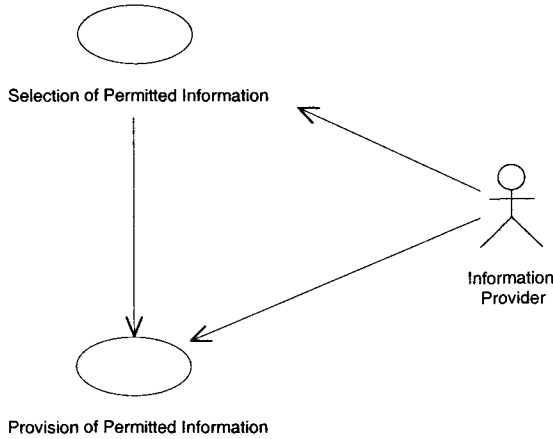 Selection of Permitted Information
Information
Provider
Provision of Permitted Information